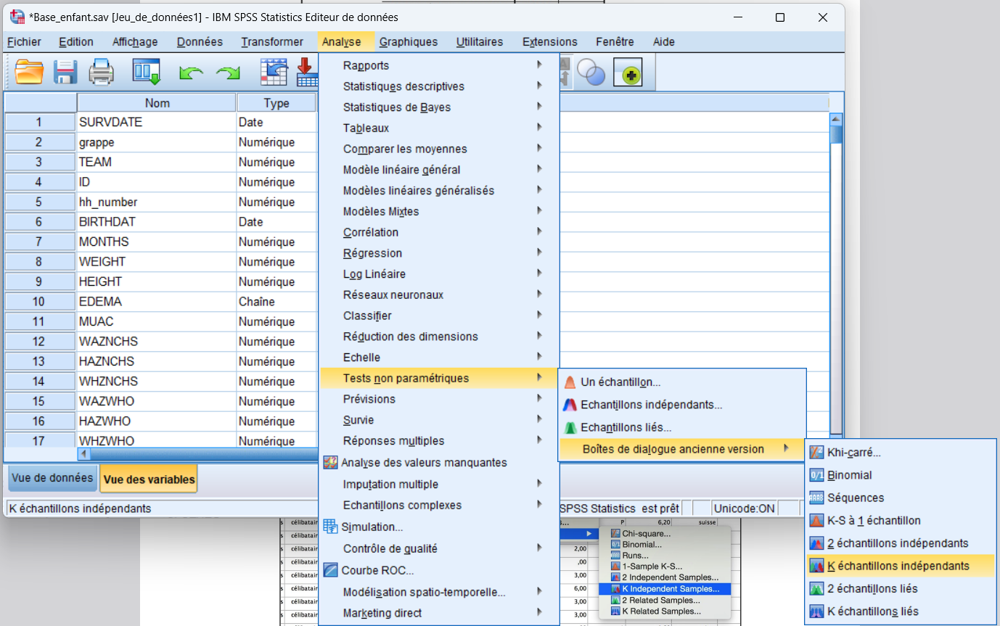 *Base_enfant.sav [Jeu_de_données1] - IBM SPSS Statistics Editeur de données
Fichier Edition Affichage Données Transformer Analyse Graphiques Utilitaires Extensions Fenêtre Aide
Nom Type
1 SURVDATE Date
2 grappe Numérique
3 TEAM Numérique
4 ID Numérique
5 hh_number Numérique
6 BIRTHDAT Date
7 MONTHS Numérique
8 WEIGHT Numérique
9 HEIGHT Numérique
10 EDEMA Chaîne
11 MUAC Numérique
12 WAZNCHS Numérique
13 HAZNCHS Numérique
14 WHZNCHS Numérique
15 WAZWHO Numérique
16 HAZWHO Numérique
17 WHZWHO Numérique
Vue de données Vue des variables
K échantillons indépendants
SPSS Statistics est prêt Unicode:ON
Rapports
Statistiques descriptives
Statistiques de Bayes
Tableaux
Comparer les moyennes
Modèle linéaire général
Modèles linéaires généralisés
Modèles Mixtes
Corrélation
Régression
Log Linéaire
Réseaux neuronaux
Classifier
Réduction des dimensions
Echelle
Tests non paramétriques
Prévisions
Survie
Réponses multiples
Analyse des valeurs manquantes
Imputation multiple
Echantillons complexes
Simulation...
Contrôle de qualité
Courbe ROC...
Modélisation spatio-temporelle...
Marketing direct
Un échantillon...
Echantillons indépendants...
Echantillons liés...
Boîtes de dialogue ancienne version
Khi-carré...
Binomial
Séquences
K-S à 1 échantillon
2 échantillons indépendants
K échantillons indépendants
2 échantillons liés
K échantillons liés
s célibatair
s célibatair
s célibatair
s célibatair
s célibatair
s célibatair
s célibatair
s célibatair
P 6,20 suisse
2,00
,00
3,00
6,00
3,00
3,00
Chi-square...
Binomial...
Runs...
1-Sample K-S...
2 Independent Samples...
K Independent Samples...
2 Related Samples...
K Related Samples...